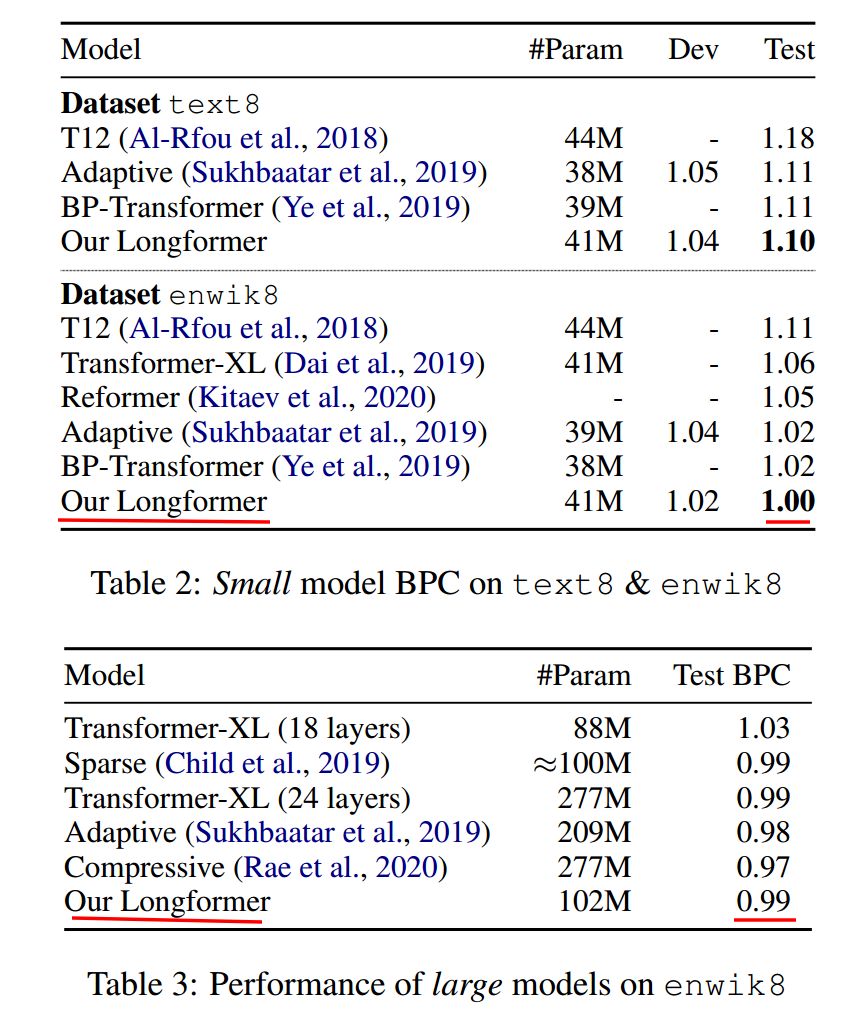 Model #Param Dev Test
Dataset text8
T12 (Al-Rfou et al., 2018) 44M - 1.18
Adaptive (Sukhbaatar et al., 2019) 38M 1.05 1.11
BP-Transformer (Ye et al., 2019) 39M - 1.11
Our Longformer 41M 1.04 1.10
Dataset enwik8
T12 (Al-Rfou et al., 2018) 44M - 1.11
Transformer-XL (Dai et al., 2019) 41M - 1.06
Reformer (Kitaev et al., 2020) - - 1.05
Adaptive (Sukhbaatar et al., 2019) 39M 1.04 1.02
BP-Transformer (Ye et al., 2019) 38M - 1.02
Our Longformer 41M 1.02 1.00
Table 2: Small model BPC on text8 & enwik8
Model #Param Test BPC
Transformer-XL (18 layers) 88M 1.03
Sparse (Child et al., 2019) ≈100M 0.99
Transformer-XL (24 layers) 277M 0.99
Adaptive (Sukhbaatar et al., 2019) 209M 0.98
Compressive (Rae et al., 2020) 277M 0.97
Our Longformer 102M 0.99
Table 3: Performance of large models on enwik8